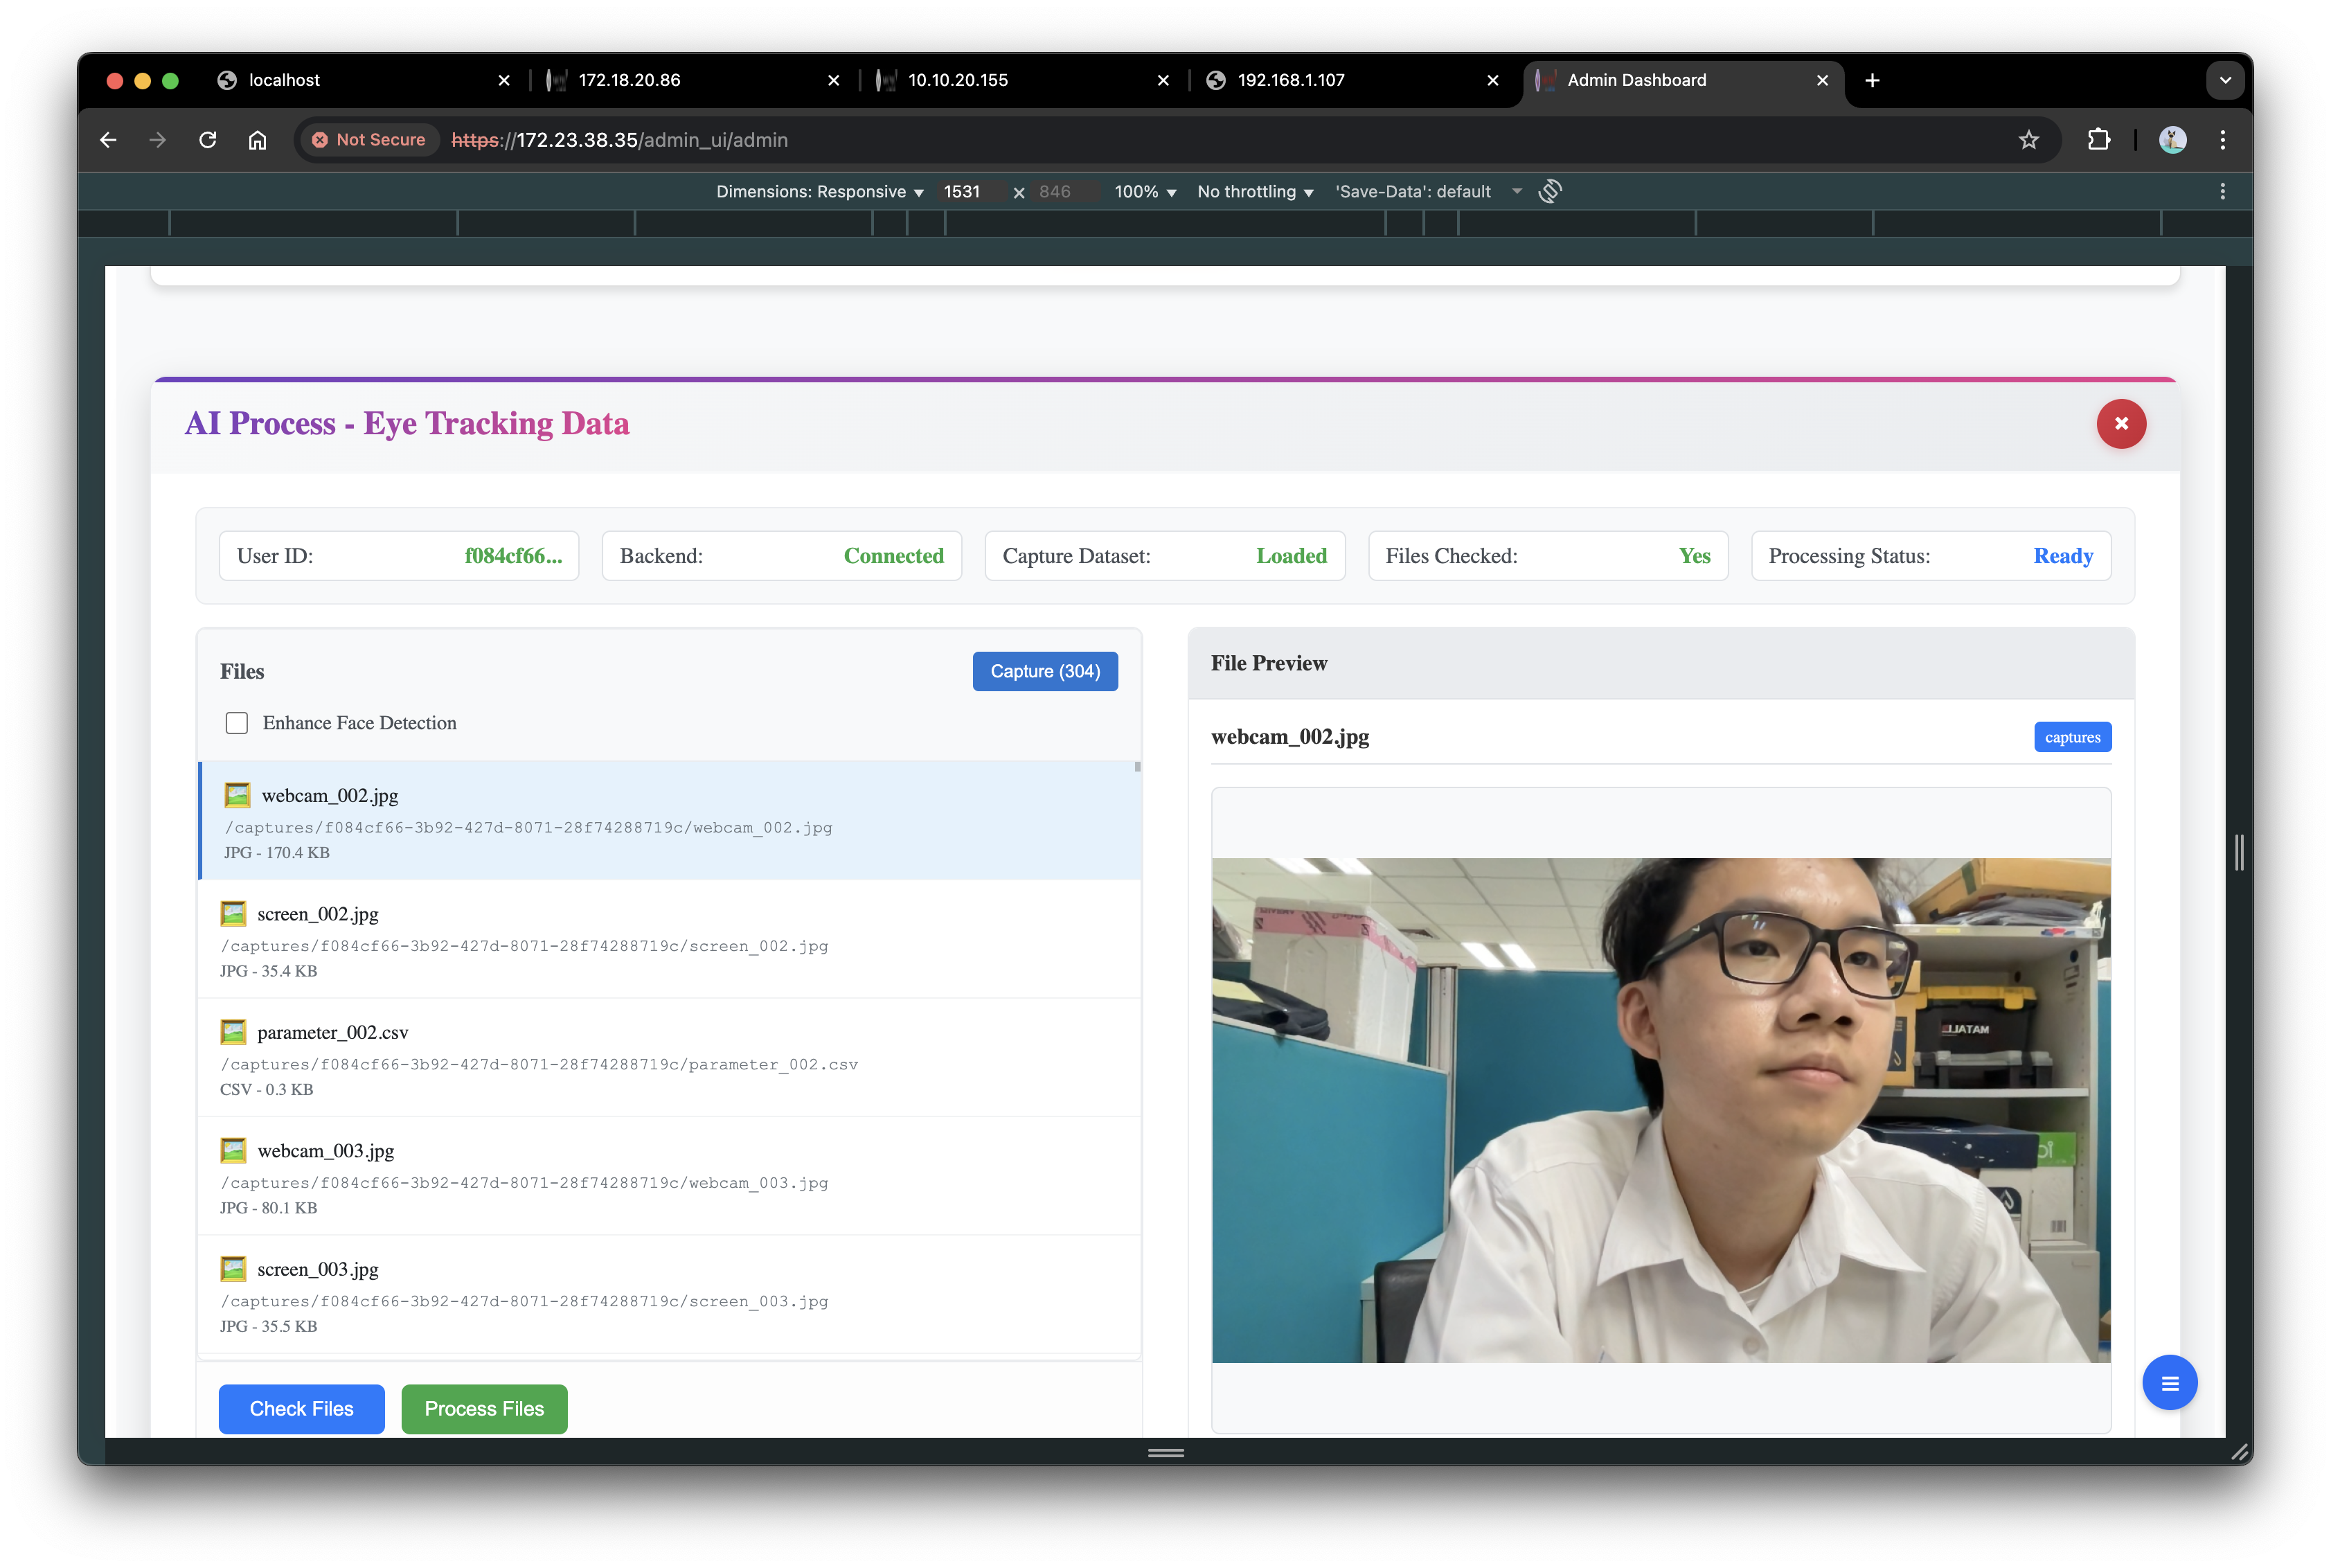 localhost
172.18.20.86
10.10.20.155
192.168.1.107
Admin Dashboard
Not Secure https://172.23.38.35/admin_ui/admin
Dimensions: Responsive 1531 × 846 100% No throttling 'Save-Data': default
AI Process - Eye Tracking Data
User ID: f084cf66...
Backend: Connected
Capture Dataset: Loaded
Files Checked: Yes
Processing Status: Ready
Files
Capture (304)
Enhance Face Detection
webcam_002.jpg
/captures/f084cf66-3b92-427d-8071-28f74288719c/webcam_002.jpg
JPG - 170.4 KB
screen_002.jpg
/captures/f084cf66-3b92-427d-8071-28f74288719c/screen_002.jpg
JPG - 35.4 KB
parameter_002.csv
/captures/f084cf66-3b92-427d-8071-28f74288719c/parameter_002.csv
CSV - 0.3 KB
webcam_003.jpg
/captures/f084cf66-3b92-427d-8071-28f74288719c/webcam_003.jpg
JPG - 80.1 KB
screen_003.jpg
/captures/f084cf66-3b92-427d-8071-28f74288719c/screen_003.jpg
JPG - 35.5 KB
Check Files
Process Files
File Preview
webcam_002.jpg
captures